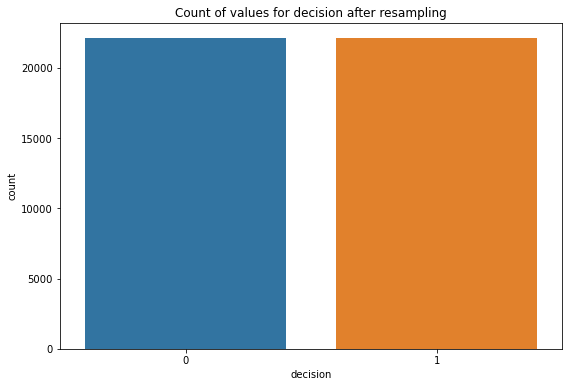 Count of values for decision after resampling
20000
15000
10000
5000
0
count
0 1
decision